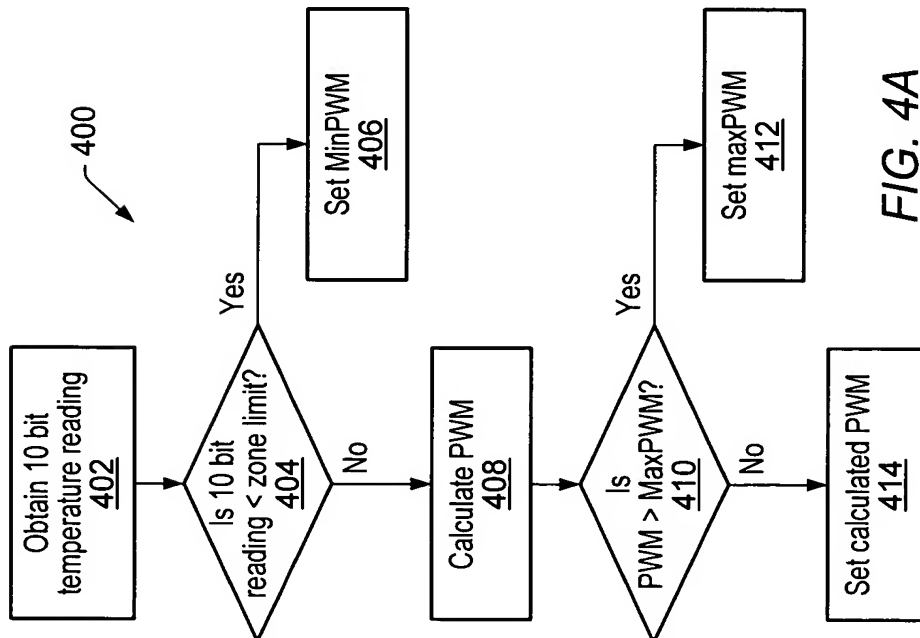 400
Obtain 10 bit
temperature reading
402
Is 10 bit
reading < zone limit?
404
Yes
Set MinPWM
406
No
Calculate PWM
408
Is
PWM > MaxPWM?
410
Yes
Set maxPWM
412
No
Set calculated PWM
414
FIG. 4A